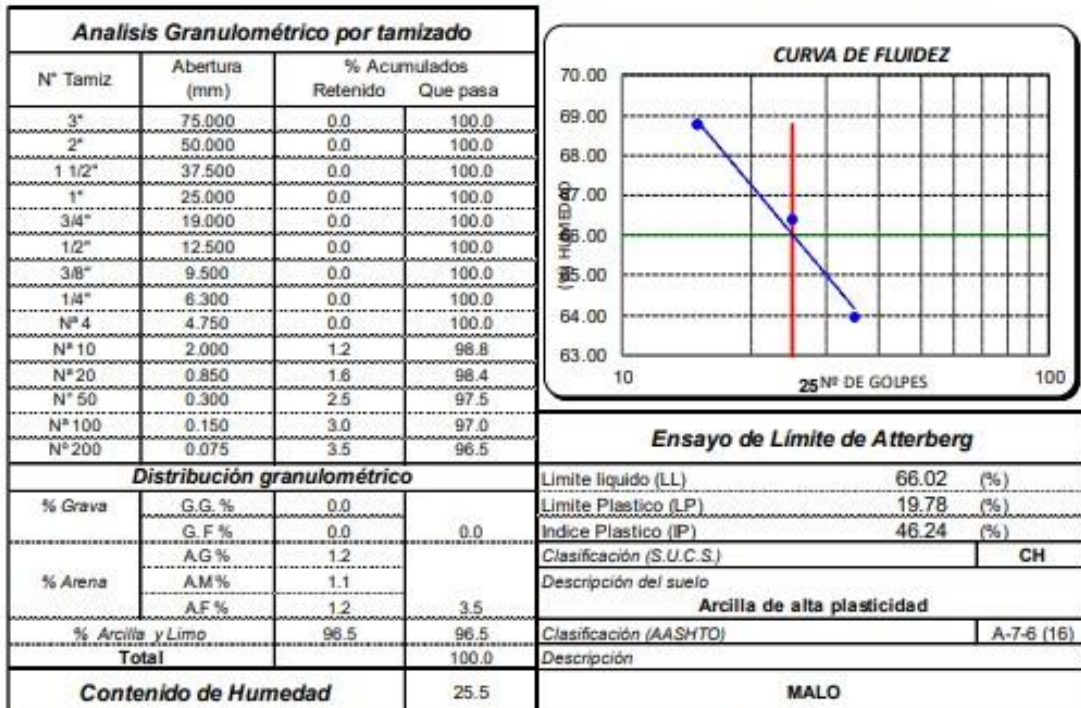 Analisis Granulométrico por tamizado
N° Tamiz Abertura (mm) % Acumulados Retenido Que pasa
3" 75.000 0.0 100.0
2" 50.000 0.0 100.0
1 1/2" 37.500 0.0 100.0
1" 25.000 0.0 100.0
3/4" 19.000 0.0 100.0
1/2" 12.500 0.0 100.0
3/8" 9.500 0.0 100.0
1/4" 6.300 0.0 100.0
Nª 4 4.750 0.0 100.0
Nª 10 2.000 1.2 98.8
Nª 20 0.850 1.6 98.4
N° 50 0.300 2.5 97.5
Nª 100 0.150 3.0 97.0
Nº 200 0.075 3.5 96.5
Distribución granulométrico
% Grava G.G. % 0.0
G. F % 0.0 0.0
% Arena A.G % 1.2
A.M % 1.1
A.F % 1.2 3.5
% Arcilla y Limo 96.5 96.5
Total 100.0
Contenido de Humedad 25.5
CURVA DE FLUIDEZ
70.00
69.00
68.00
67.00
66.00
65.00
64.00
63.00
(%) HUMEDAD
10 25 Nº DE GOLPES 100
Ensayo de Límite de Atterberg
Limite liquido (LL) 66.02 (%)
Limite Plastico (LP) 19.78 (%)
Indice Plastico (IP) 46.24 (%)
Clasificación (S.U.C.S.) CH
Descripción del suelo
Arcilla de alta plasticidad
Clasificación (AASHTO) A-7-6 (16)
Descripción
MALO